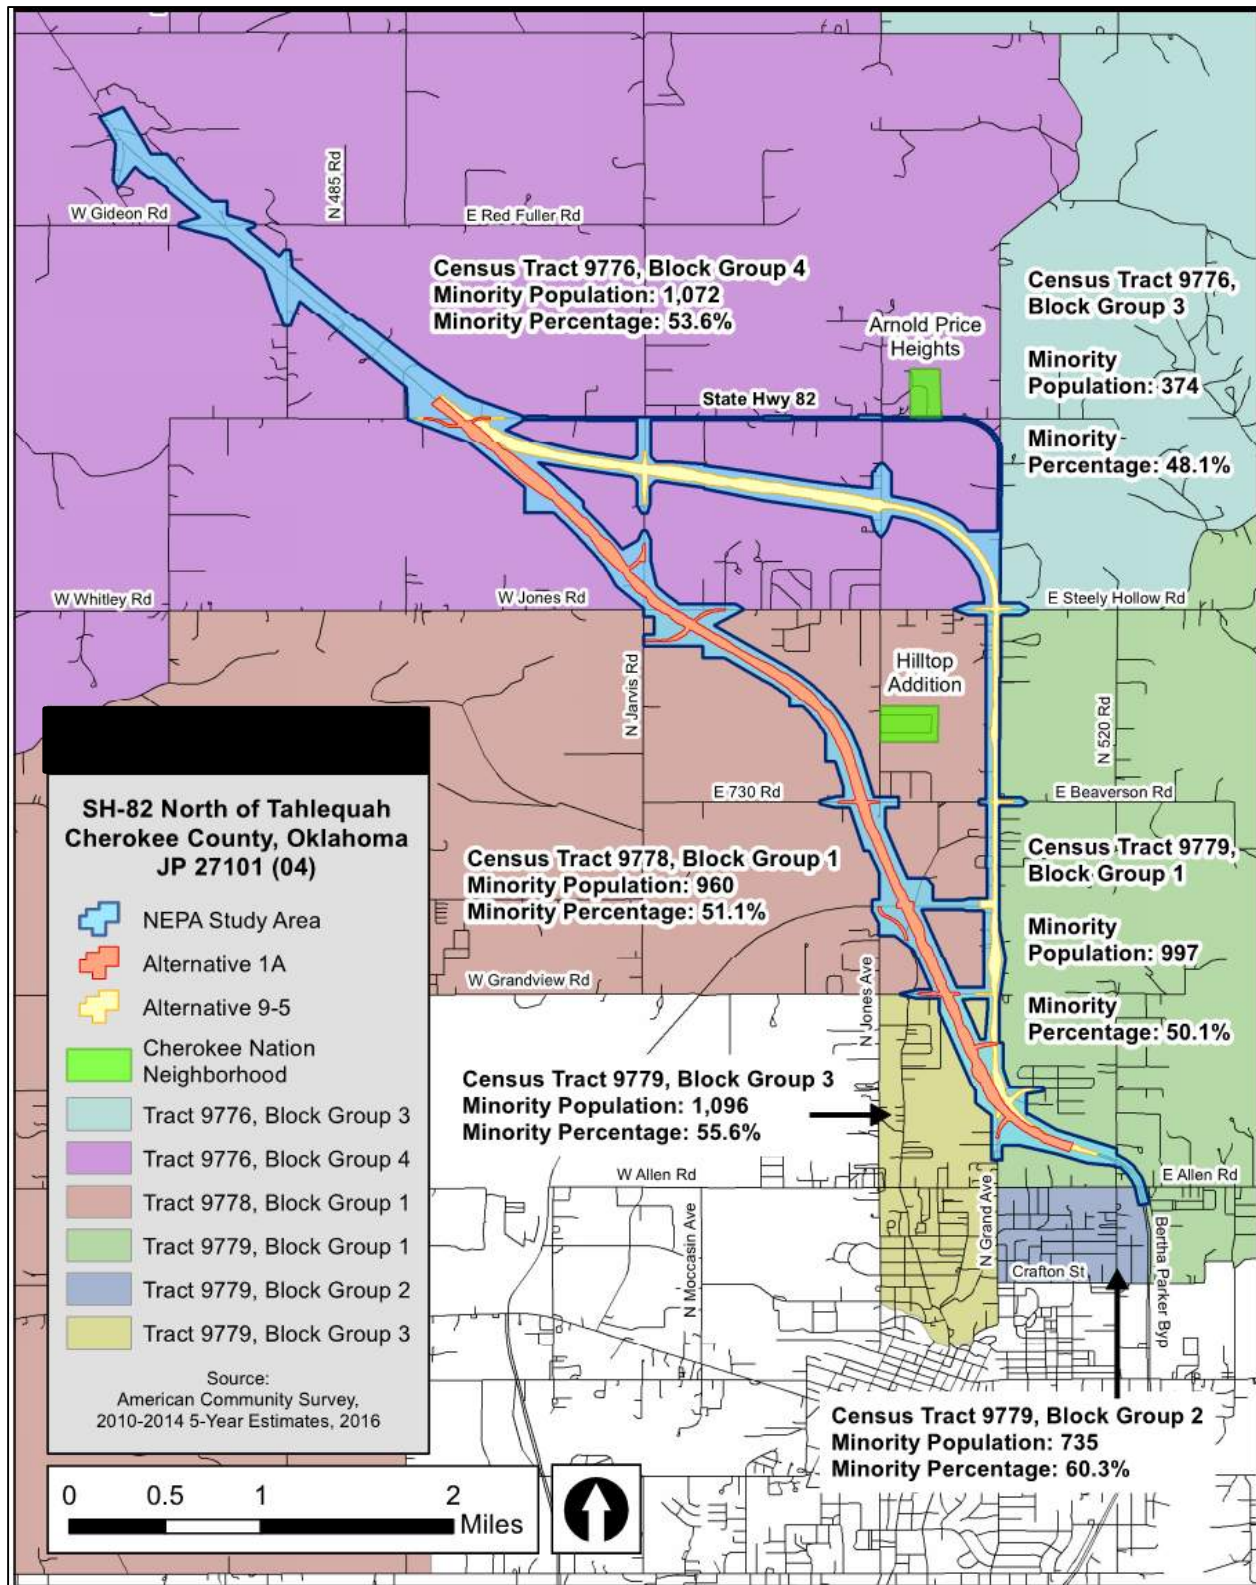 W Gideon Rd
N 485 Rd
E Red Fuller Rd
Census Tract 9776, Block Group 4
Minority Population: 1,072
Minority Percentage: 53.6%
Arnold Price
Heights
Census Tract 9776,
Block Group 3
Minority
Population: 374
Minority
Percentage: 48.1%
State Hwy 82
W Whitley Rd
W Jones Rd
E Steely Hollow Rd
N Jarvis Rd
Hilltop
Addition
N 520 Rd
E 730 Rd
E Beaverson Rd
Census Tract 9778, Block Group 1
Minority Population: 960
Minority Percentage: 51.1%
Census Tract 9779,
Block Group 1
Minority
Population: 997
Minority
Percentage: 50.1%
W Grandview Rd
N Jones Ave
Census Tract 9779, Block Group 3
Minority Population: 1,096
Minority Percentage: 55.6%
W Allen Rd
E Allen Rd
N Moccasin Ave
N Grand Ave
Crafton St
Bertha Parker Byp
Census Tract 9779, Block Group 2
Minority Population: 735
Minority Percentage: 60.3%
SH-82 North of Tahlequah
Cherokee County, Oklahoma
JP 27101 (04)
NEPA Study Area
Alternative 1A
Alternative 9-5
Cherokee Nation
Neighborhood
Tract 9776, Block Group 3
Tract 9776, Block Group 4
Tract 9778, Block Group 1
Tract 9779, Block Group 1
Tract 9779, Block Group 2
Tract 9779, Block Group 3
Source:
American Community Survey,
2010-2014 5-Year Estimates, 2016
0 0.5 1 2
Miles